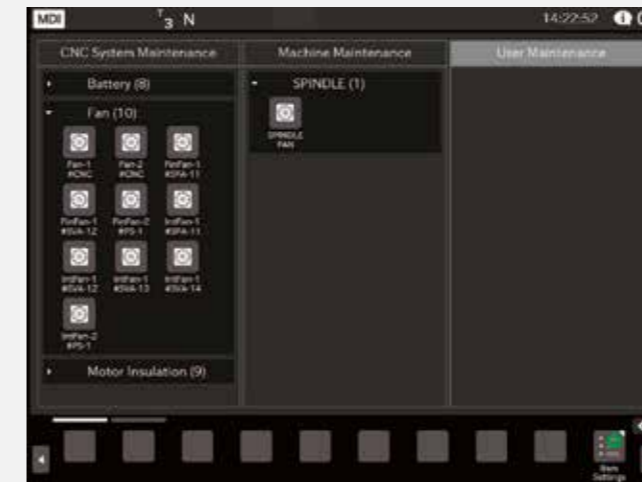 MDI T 3 N 14:22:52
CNC System Maintenance Machine Maintenance User Maintenance
Battery (8) SPINDLE (1)
Fan (10)
SPINDLE
FAN
Fan-1 Fan-2 FinFan-1
#CNC #CNC #SPA-11
FinFan-1 FinFan-2 IntFan-1
#SVA-12 #PS-1 #SPA-11
IntFan-1 IntFan-1 IntFan-1
#SVA-12 #SVA-13 #SVA-14
IntFan-2
#PS-1
Motor Insulation (9)
Item
Settings